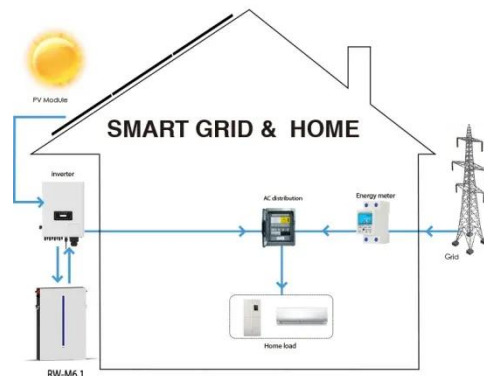 PV Module
SMART GRID & HOME
inverter
AC distribution
Energy meter
Grid
Home load
RW-M6.1